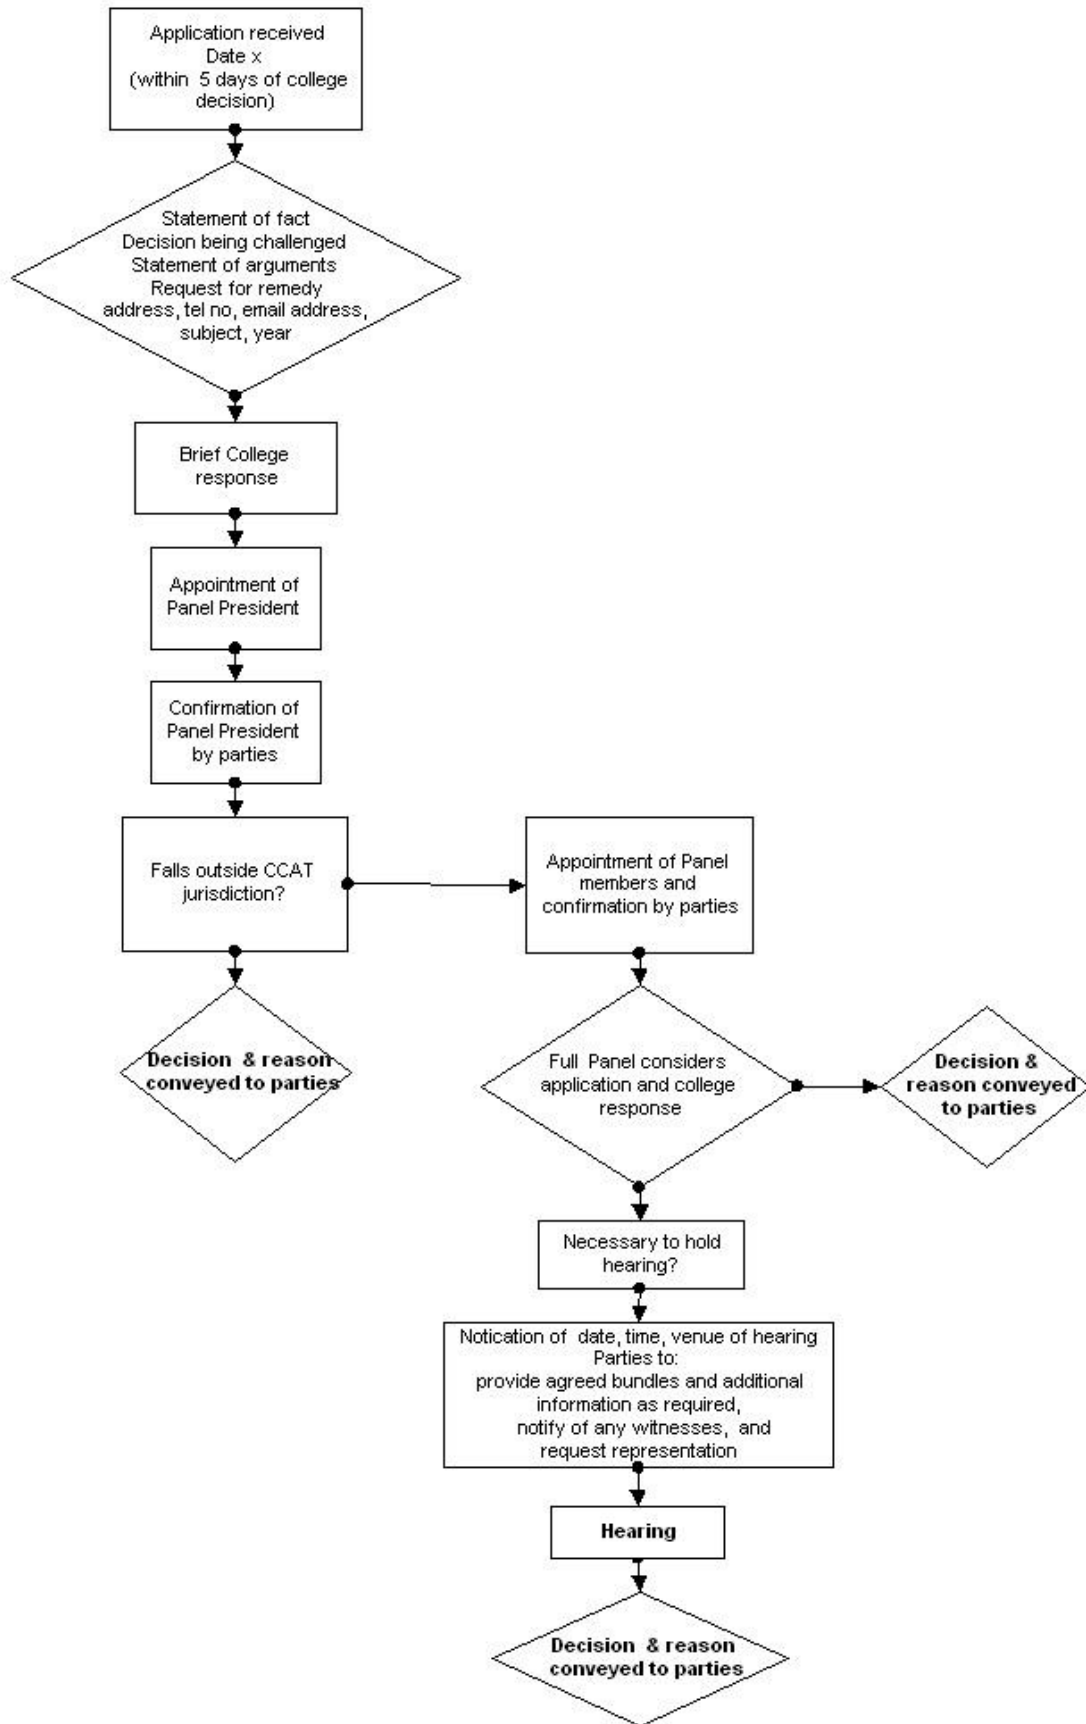 Application received
Date x
(within 5 days of college
decision)
Statement of fact
Decision being challenged
Statement of arguments
Request for remedy
address, tel no, email address,
subject, year
Brief College
response
Appointment of
Panel President
Confirmation of
Panel President
by parties
Falls outside CCAT
jurisdiction?
Appointment of Panel
members and
confirmation by parties
Decision & reason
conveyed to parties
Full Panel considers
application and college
response
Decision &
reason conveyed
to parties
Necessary to hold
hearing?
Notication of date, time, venue of hearing
Parties to:
provide agreed bundles and additional
information as required,
notify of any witnesses, and
request representation
Hearing
Decision & reason
conveyed to parties